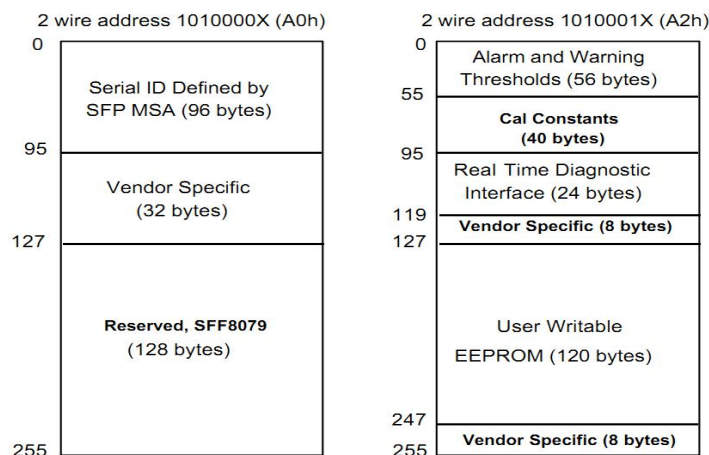 2 wire address 1010000X (A0h)
0
Serial ID Defined by
SFP MSA (96 bytes)
95
Vendor Specific
(32 bytes)
127
Reserved, SFF8079
(128 bytes)
255
2 wire address 1010001X (A2h)
0
Alarm and Warning
Thresholds (56 bytes)
55
Cal Constants
(40 bytes)
95
Real Time Diagnostic
Interface (24 bytes)
119
Vendor Specific (8 bytes)
127
User Writable
EEPROM (120 bytes)
247
Vendor Specific (8 bytes)
255